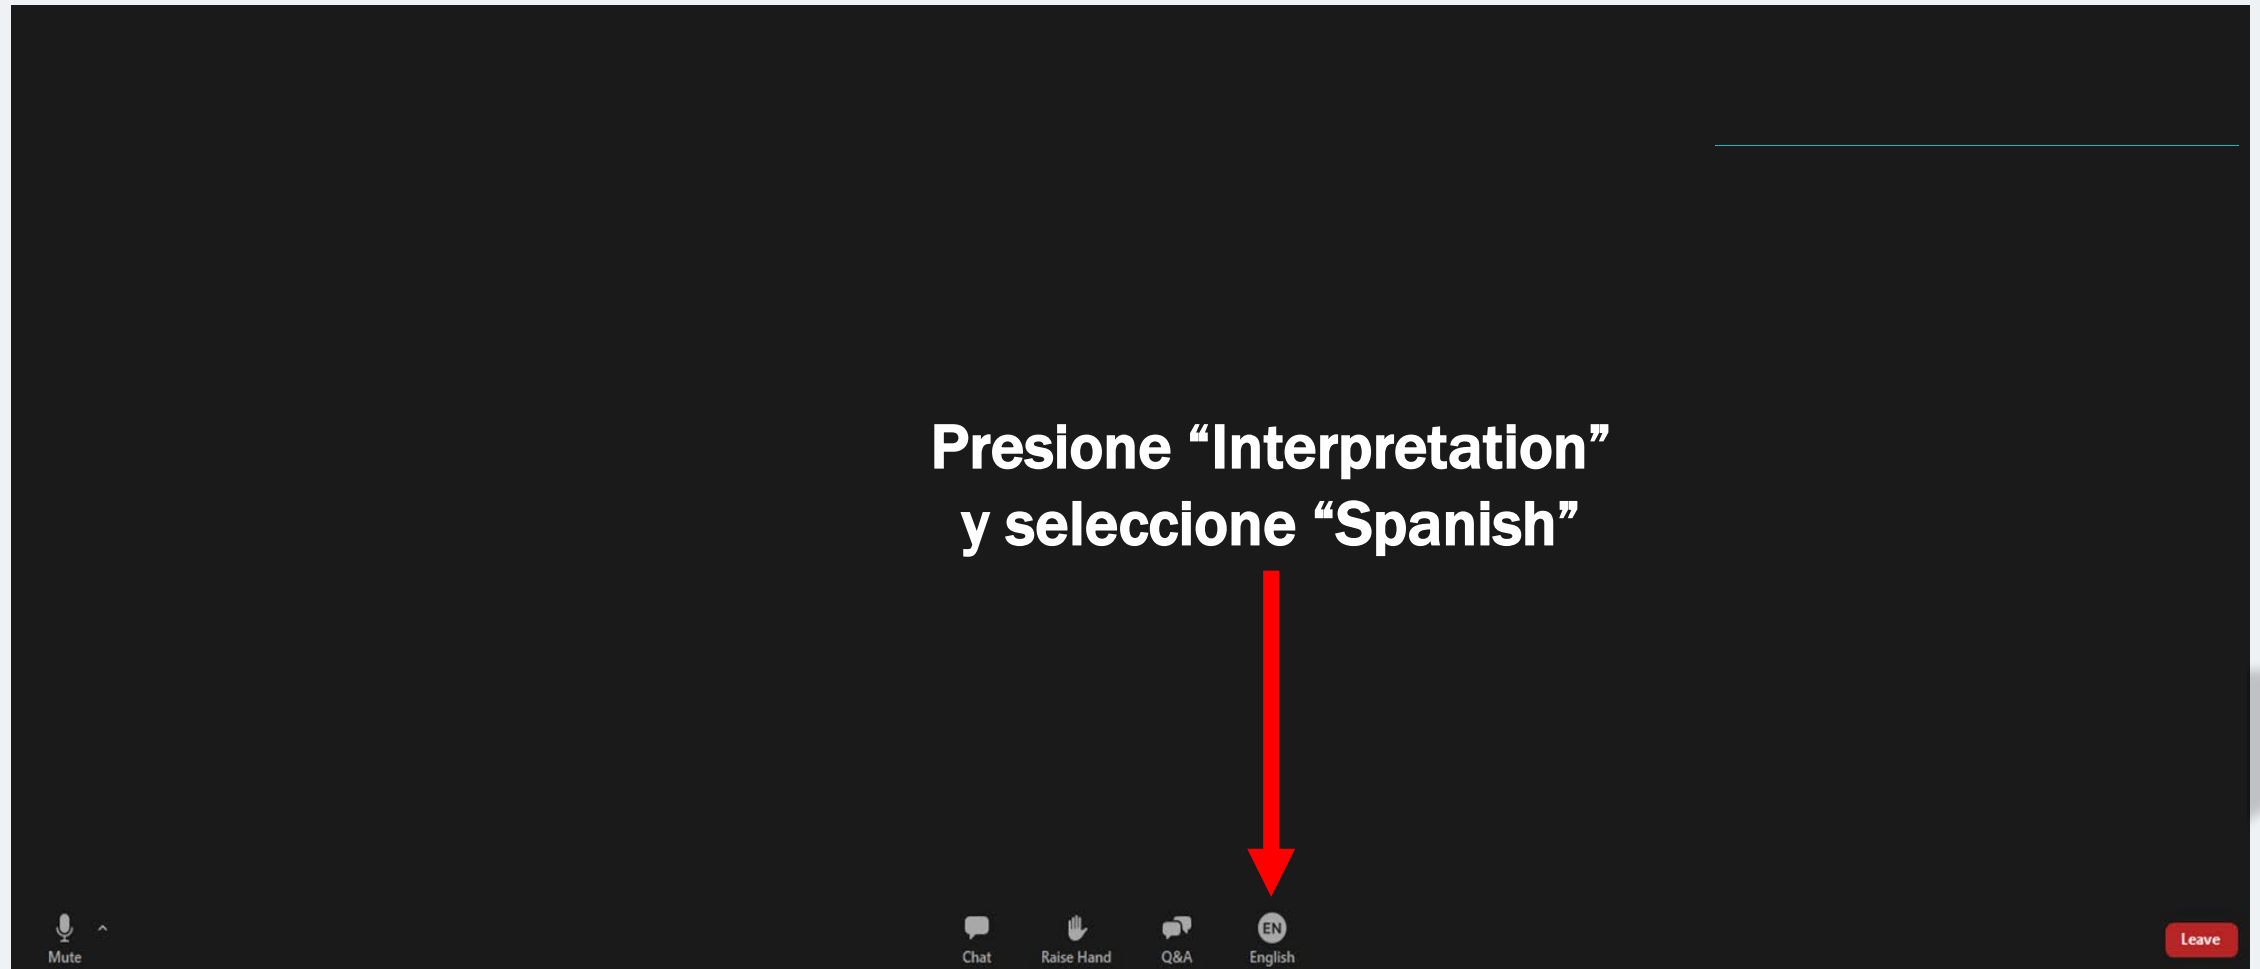 Presione “Interpretation”
y seleccione “Spanish”
EN
Mute
Chat
Raise Hand
Q&A
English
Leave